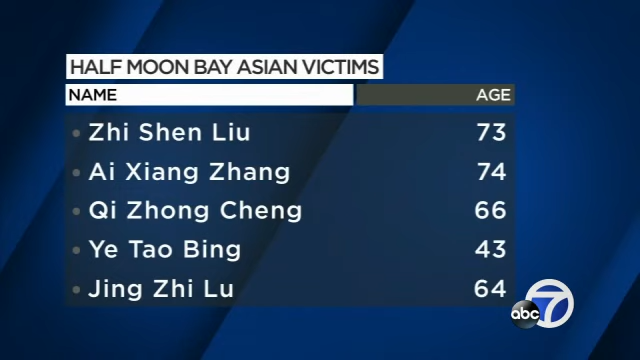 HALF MOON BAY ASIAN VICTIMS
NAME AGE
• Zhi Shen Liu 73
• Ai Xiang Zhang 74
• Qi Zhong Cheng 66
• Ye Tao Bing 43
• Jing Zhi Lu 64
abc 7